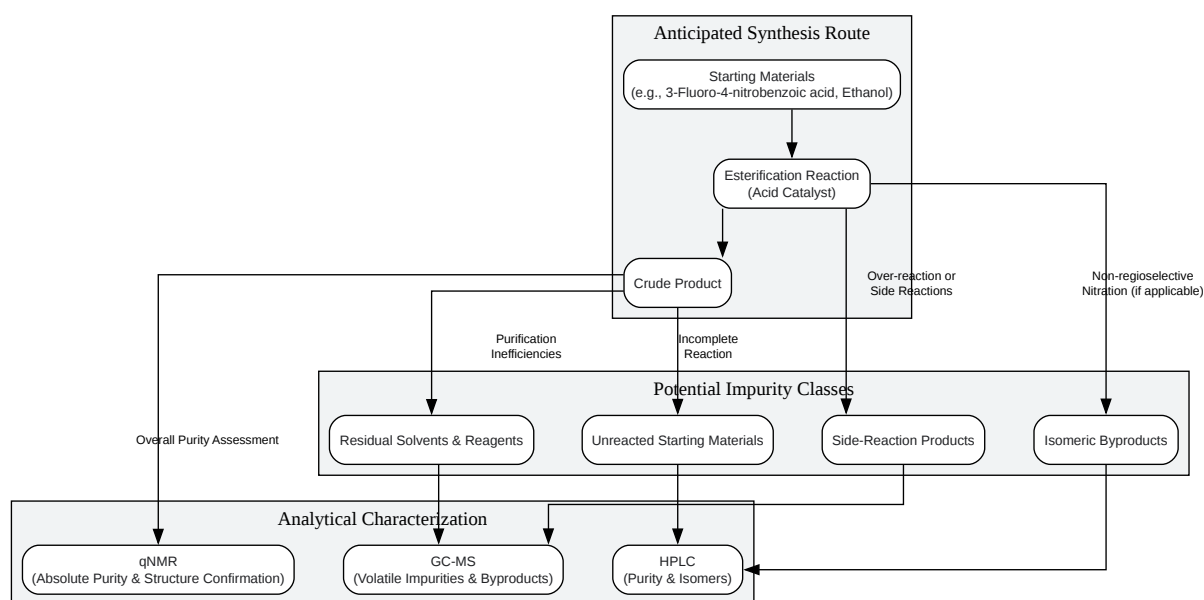 Anticipated Synthesis Route
Starting Materials
(e.g., 3-Fluoro-4-nitrobenzoic acid, Ethanol)
Esterification Reaction
(Acid Catalyst)
Crude Product
Over-reaction or
Side Reactions
Non-regioselective
Nitration (if applicable)
Purification
Inefficiencies
Incomplete
Reaction
Potential Impurity Classes
Overall Purity Assessment
Residual Solvents & Reagents
Unreacted Starting Materials
Side-Reaction Products
Isomeric Byproducts
Analytical Characterization
qNMR
(Absolute Purity & Structure Confirmation)
GC-MS
(Volatile Impurities & Byproducts)
HPLC
(Purity & Isomers)